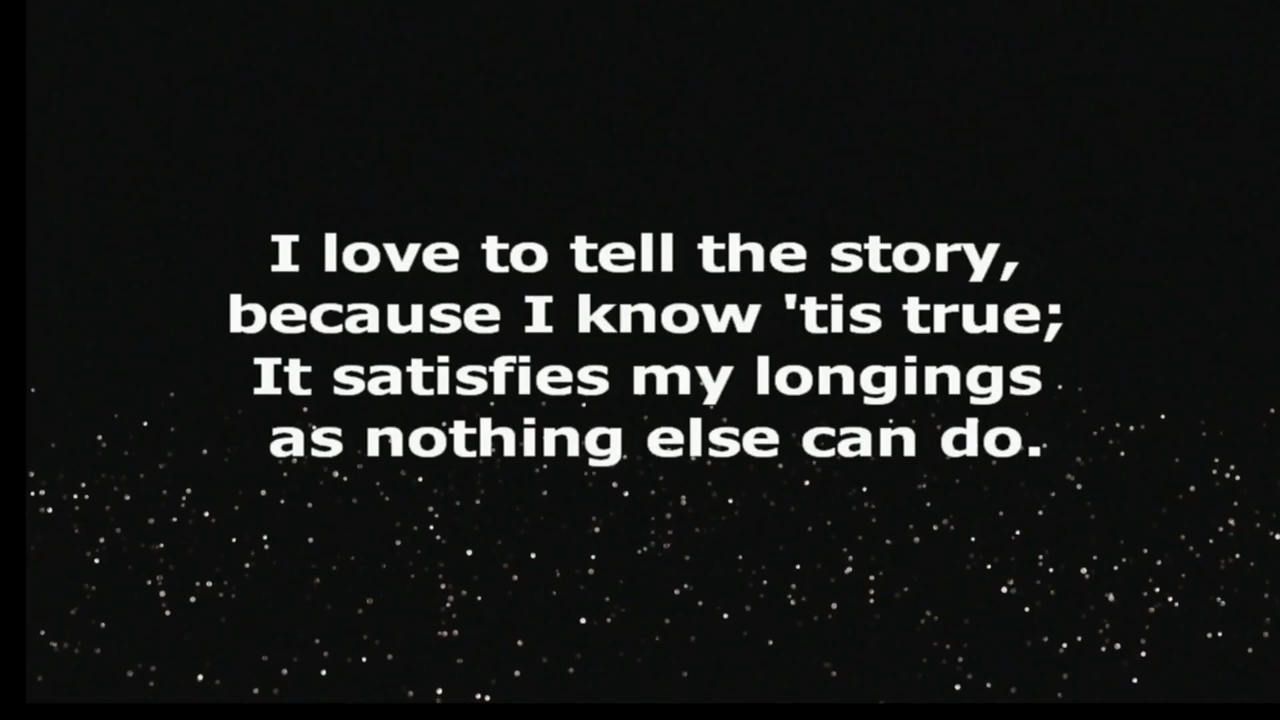 I love to tell the story,
because I know 'tis true;
It satisfies my longings
as nothing else can do.